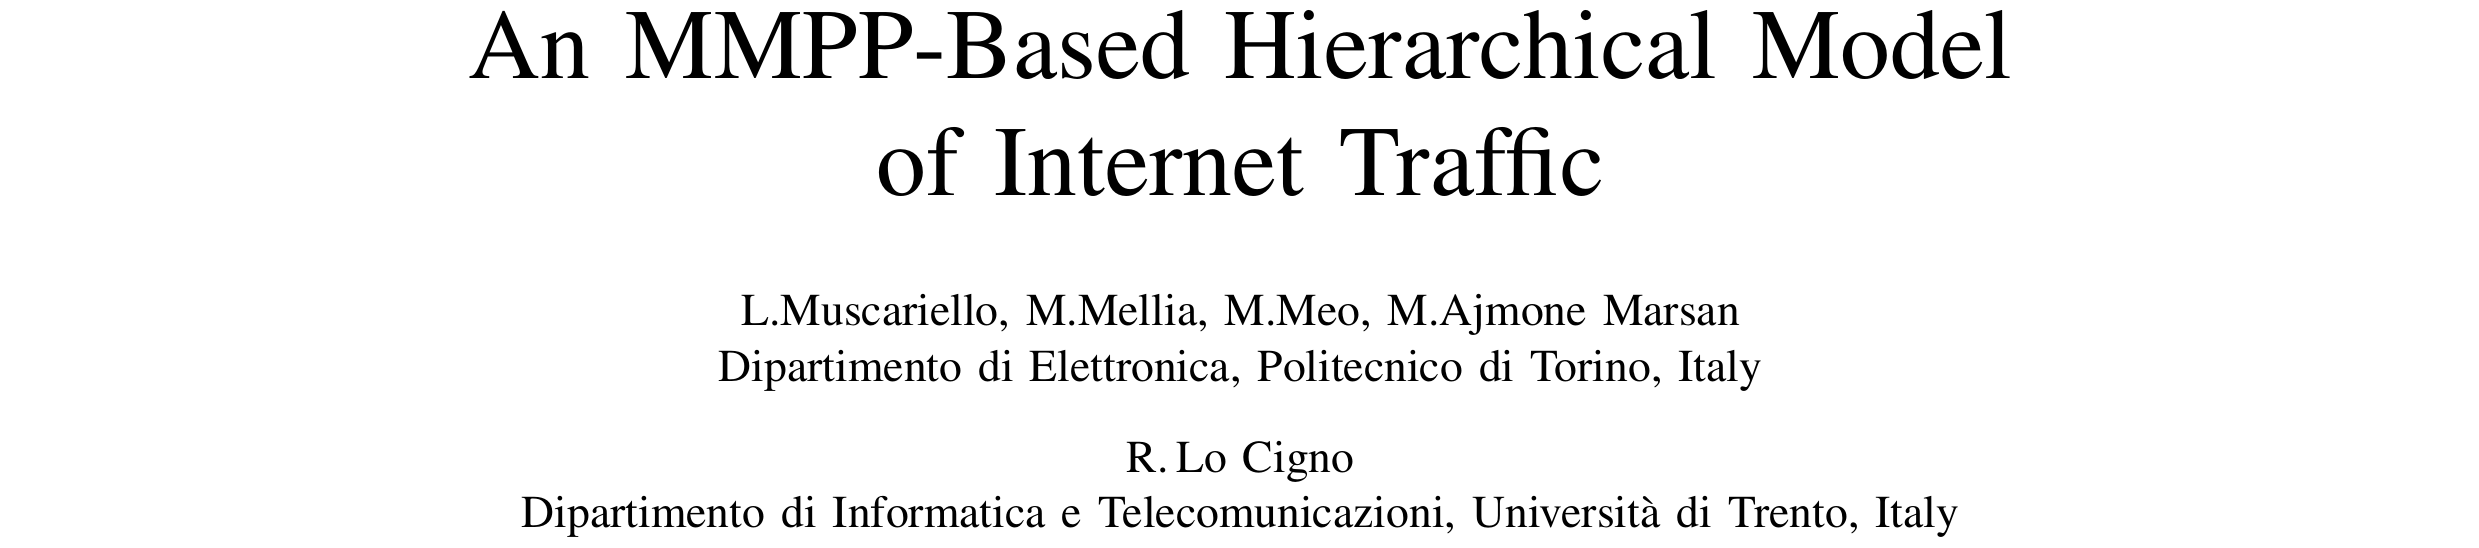 An MMPP-Based Hierarchical Model
of Internet Traffic
L.Muscariello, M.Mellia, M.Meo, M.Ajmone Marsan
Dipartimento di Elettronica, Politecnico di Torino, Italy
R. Lo Cigno
Dipartimento di Informatica e Telecomunicazioni, Università di Trento, Italy